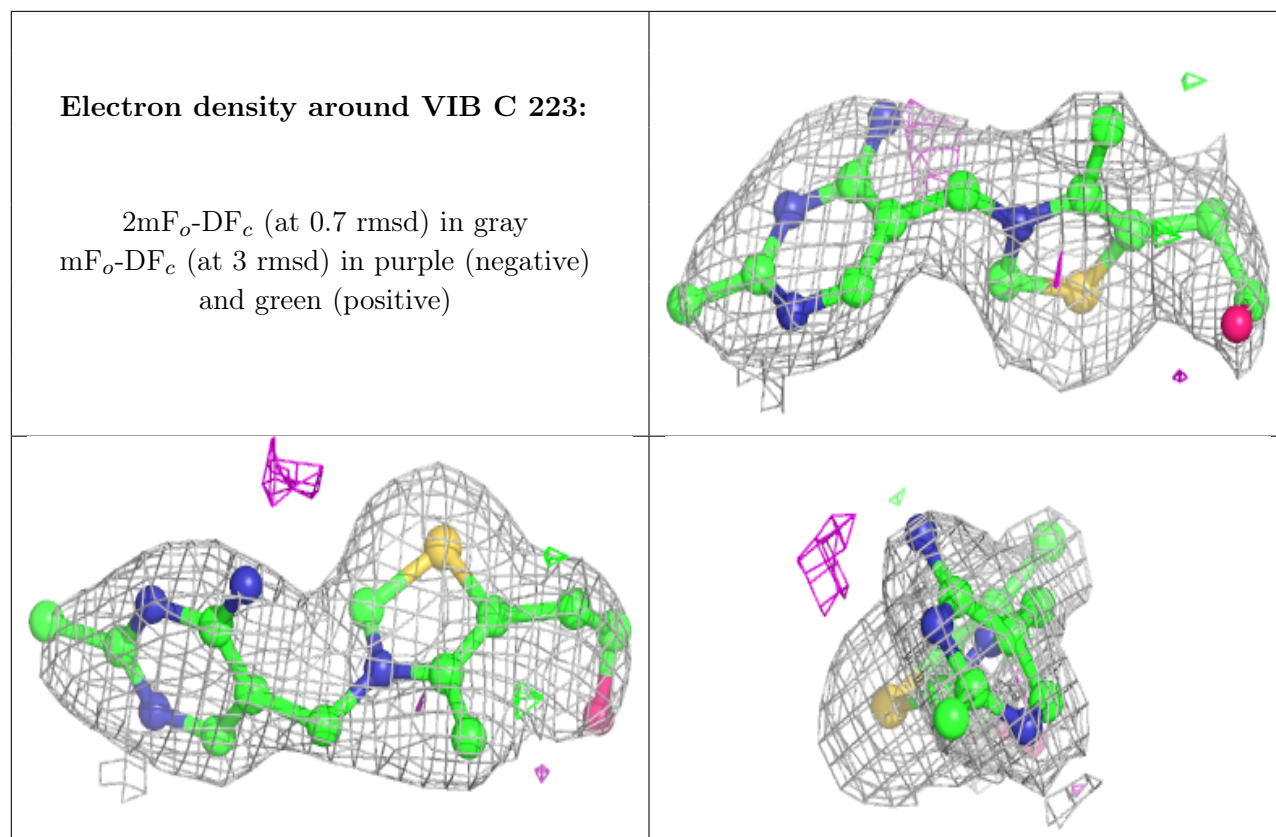 Electron density around VIB C 223:
2mFₒ-DF𝒸 (at 0.7 rmsd) in gray
mFₒ-DF𝒸 (at 3 rmsd) in purple (negative)
and green (positive)